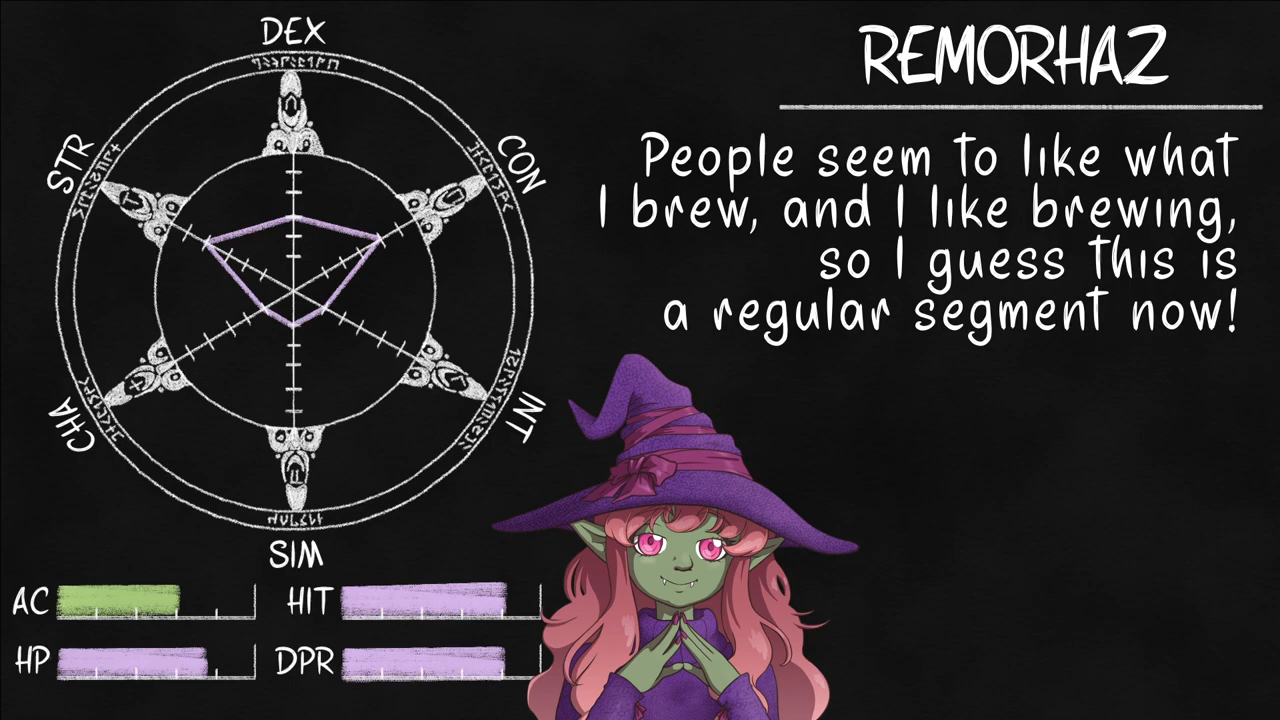 DEX
STR
CON
CHA
INT
SIM
AC
HIT
HP
DPR
REMORHAZ
People seem to like what
I brew, and I like brewing,
so I guess this is
a regular segment now!